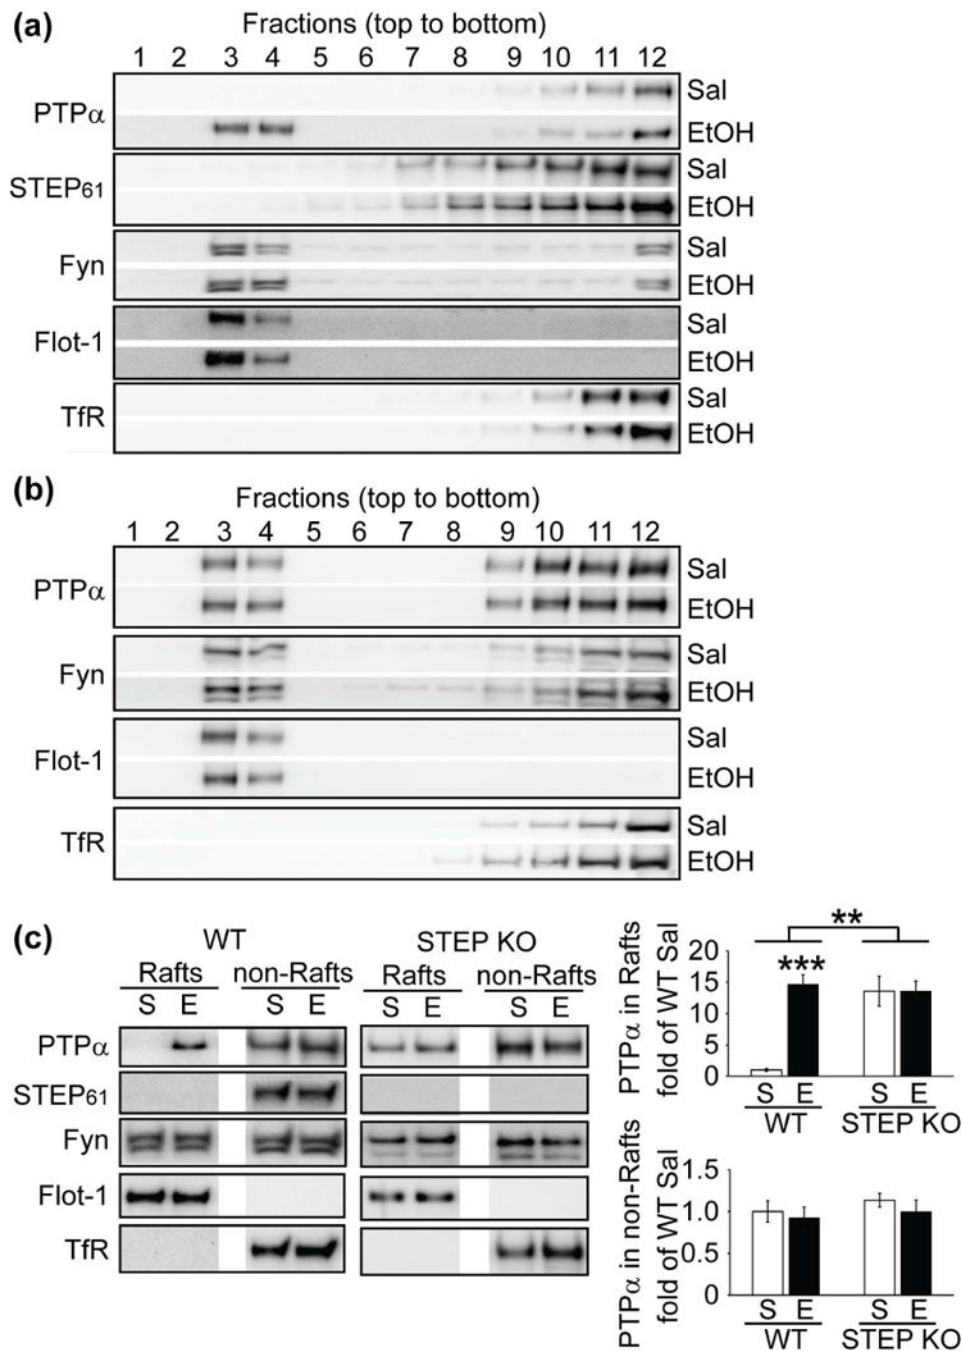 (a)
Fractions (top to bottom)
1 2 3 4 5 6 7 8 9 10 11 12
PTPα
Sal
EtOH
STEP61
Sal
EtOH
Fyn
Sal
EtOH
Flot-1
Sal
EtOH
TfR
Sal
EtOH
(b)
Fractions (top to bottom)
1 2 3 4 5 6 7 8 9 10 11 12
PTPα
Sal
EtOH
Fyn
Sal
EtOH
Flot-1
Sal
EtOH
TfR
Sal
EtOH
(c)
WT STEP KO
Rafts non-Rafts Rafts non-Rafts
S E S E S E S E
PTPα
STEP61
Fyn
Flot-1
TfR
PTPα in Rafts
fold of WT Sal
20
15
10
5
0
**
***
S E S E
WT STEP KO
PTPα in non-Rafts
fold of WT Sal
1.5
1.0
0.5
0
S E S E
WT STEP KO